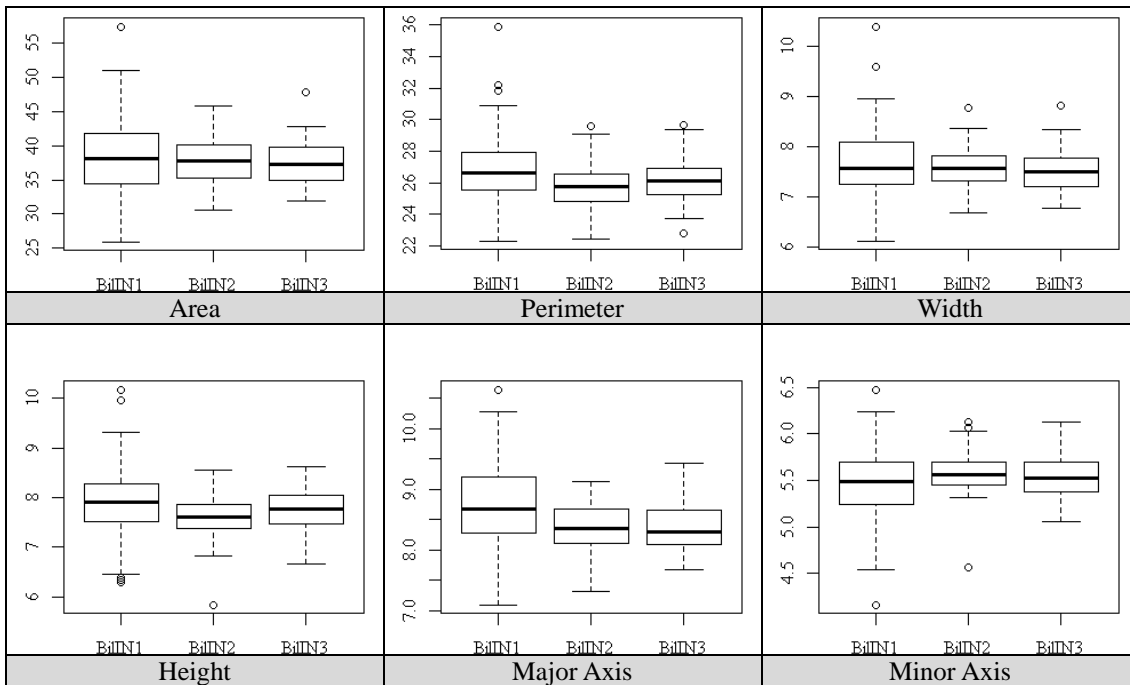 55
50
45
40
35
30
25
BilIN1 BilIN2 BilIN3
Area
36
34
32
30
28
26
24
22
BilIN1 BilIN2 BilIN3
Perimeter
10
9
8
7
6
BilIN1 BilIN2 BilIN3
Width
10
9
8
7
6
BilIN1 BilIN2 BilIN3
Height
10.0
9.0
8.0
7.0
BilIN1 BilIN2 BilIN3
Major Axis
6.5
6.0
5.5
5.0
4.5
BilIN1 BilIN2 BilIN3
Minor Axis